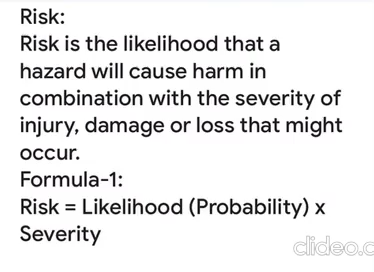 Risk:
Risk is the likelihood that a
hazard will cause harm in
combination with the severity of
injury, damage or loss that might
occur.
Formula-1:
Risk = Likelihood (Probability) x
Severity
clideo.c